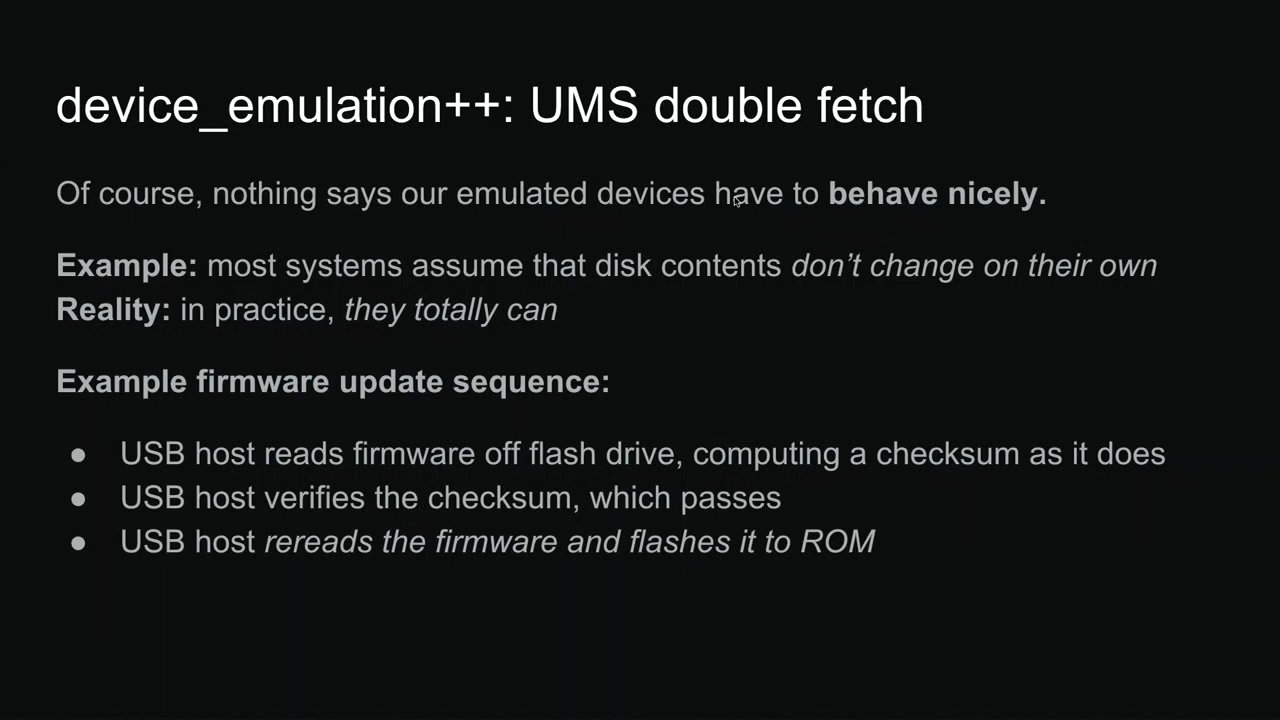 device_emulation++: UMS double fetch
Of course, nothing says our emulated devices have to behave nicely.
Example: most systems assume that disk contents don’t change on their own
Reality: in practice, they totally can
Example firmware update sequence:
● USB host reads firmware off flash drive, computing a checksum as it does
● USB host verifies the checksum, which passes
● USB host rereads the firmware and flashes it to ROM